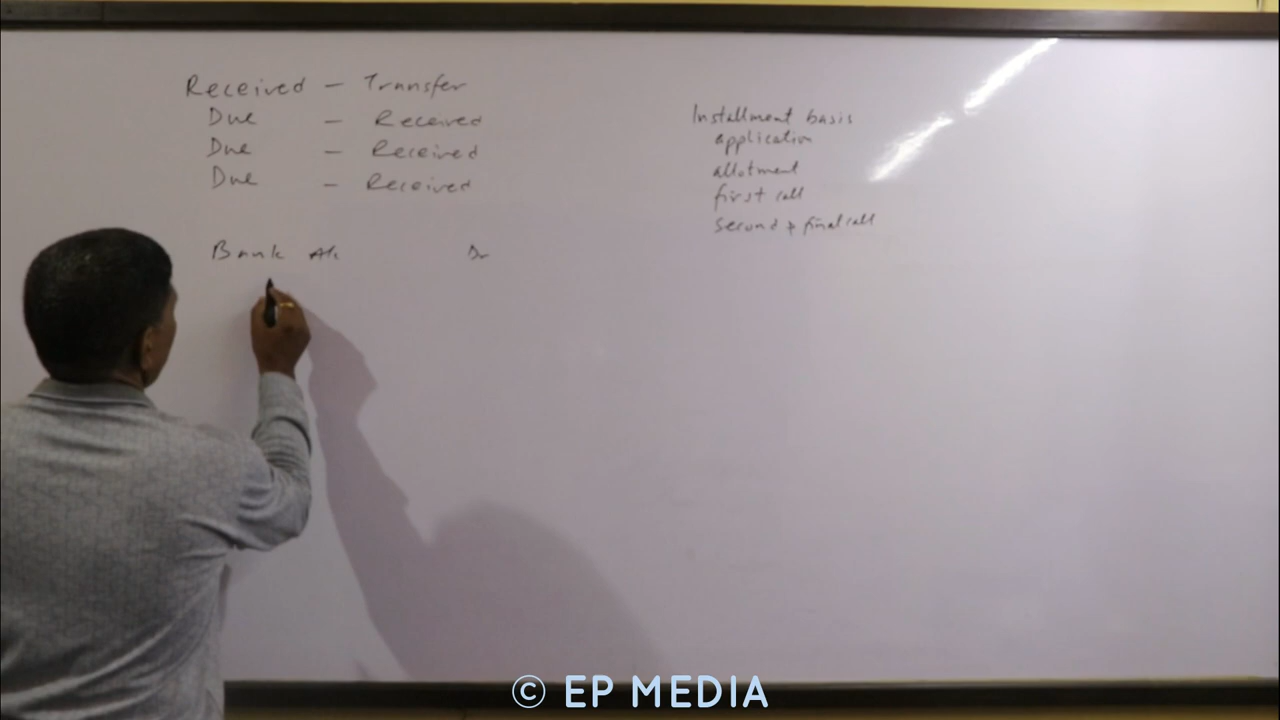 Received - Transfer
Due - Received
Due - Received
Due - Received
Bank A/c Dr
Installment basis
application
allotment
first call
second & final call
© EP MEDIA